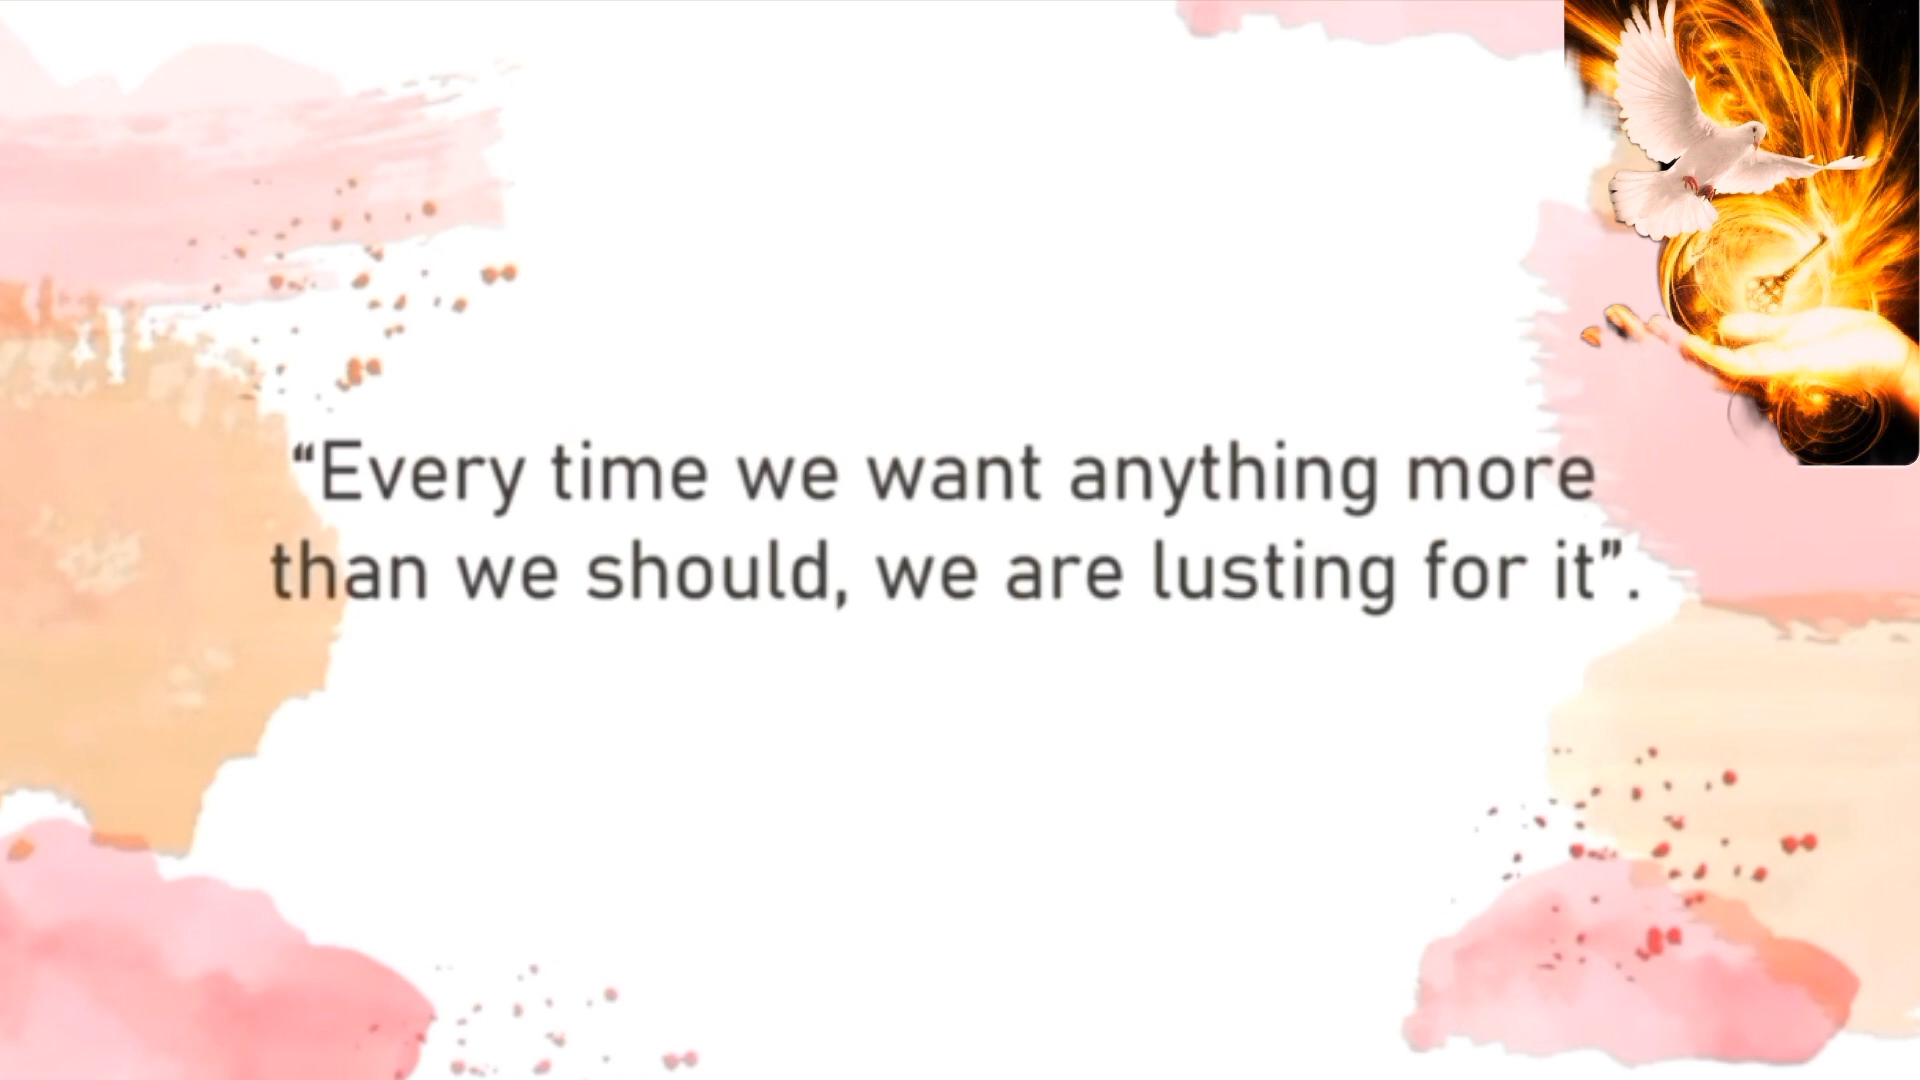 “Every time we want anything more
than we should, we are lusting for it”.